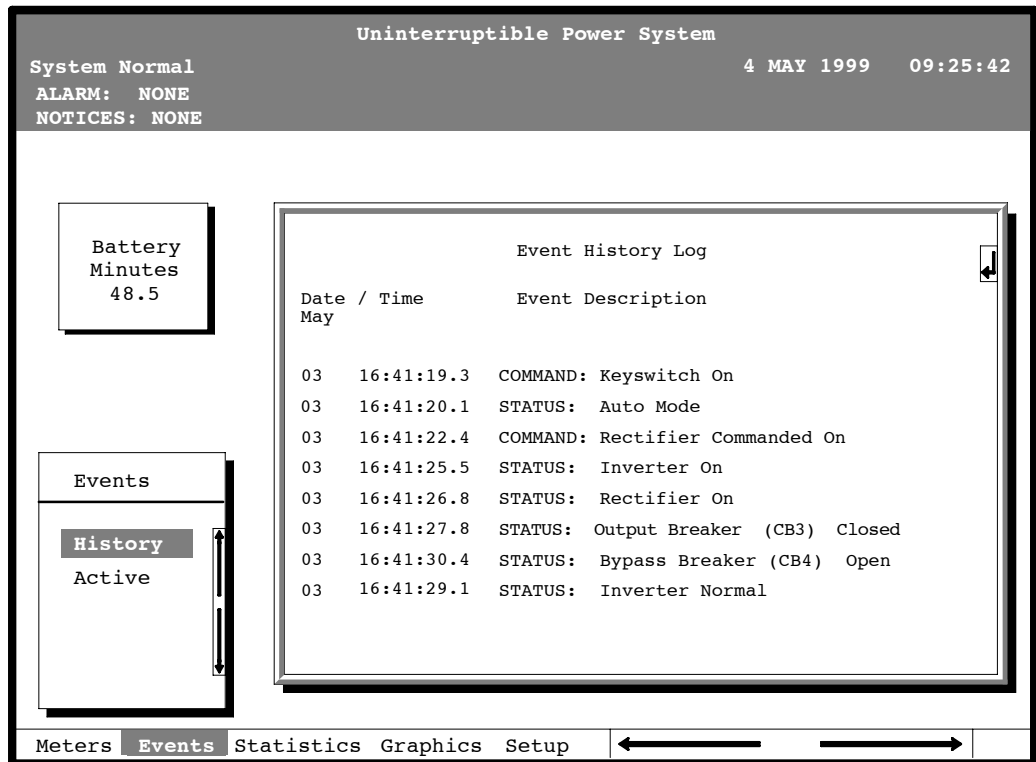 Uninterruptible Power System
System Normal 4 MAY 1999 09:25:42
ALARM: NONE
NOTICES: NONE
Battery
Minutes
48.5
Event History Log
Date / Time Event Description
May
03 16:41:19.3 COMMAND: Keyswitch On
03 16:41:20.1 STATUS: Auto Mode
03 16:41:22.4 COMMAND: Rectifier Commanded On
03 16:41:25.5 STATUS: Inverter On
03 16:41:26.8 STATUS: Rectifier On
03 16:41:27.8 STATUS: Output Breaker (CB3) Closed
03 16:41:30.4 STATUS: Bypass Breaker (CB4) Open
03 16:41:29.1 STATUS: Inverter Normal
Events
History
Active
Meters Events Statistics Graphics Setup